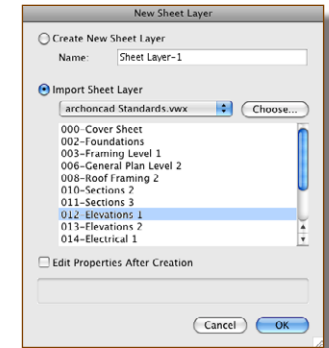 New Sheet Layer
Create New Sheet Layer
Name: Sheet Layer-1
Import Sheet Layer
archoncad Standards.vwx Choose...
000-Cover Sheet
002-Foundations
003-Framing Level 1
006-General Plan Level 2
008-Roof Framing 2
010-Sections 2
011-Sections 3
012-Elevations 1
013-Elevations 2
014-Electrical 1
Edit Properties After Creation
Cancel OK